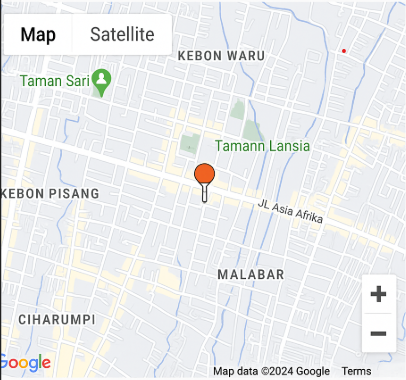 Map
Satellite
KEBON WARU
Taman Sari
Tamann Lansia
KEBON PISANG
JL Asia Afrika
MALABAR
+
−
CIHARUMPI
Google
Map data ©2024 Google
Terms